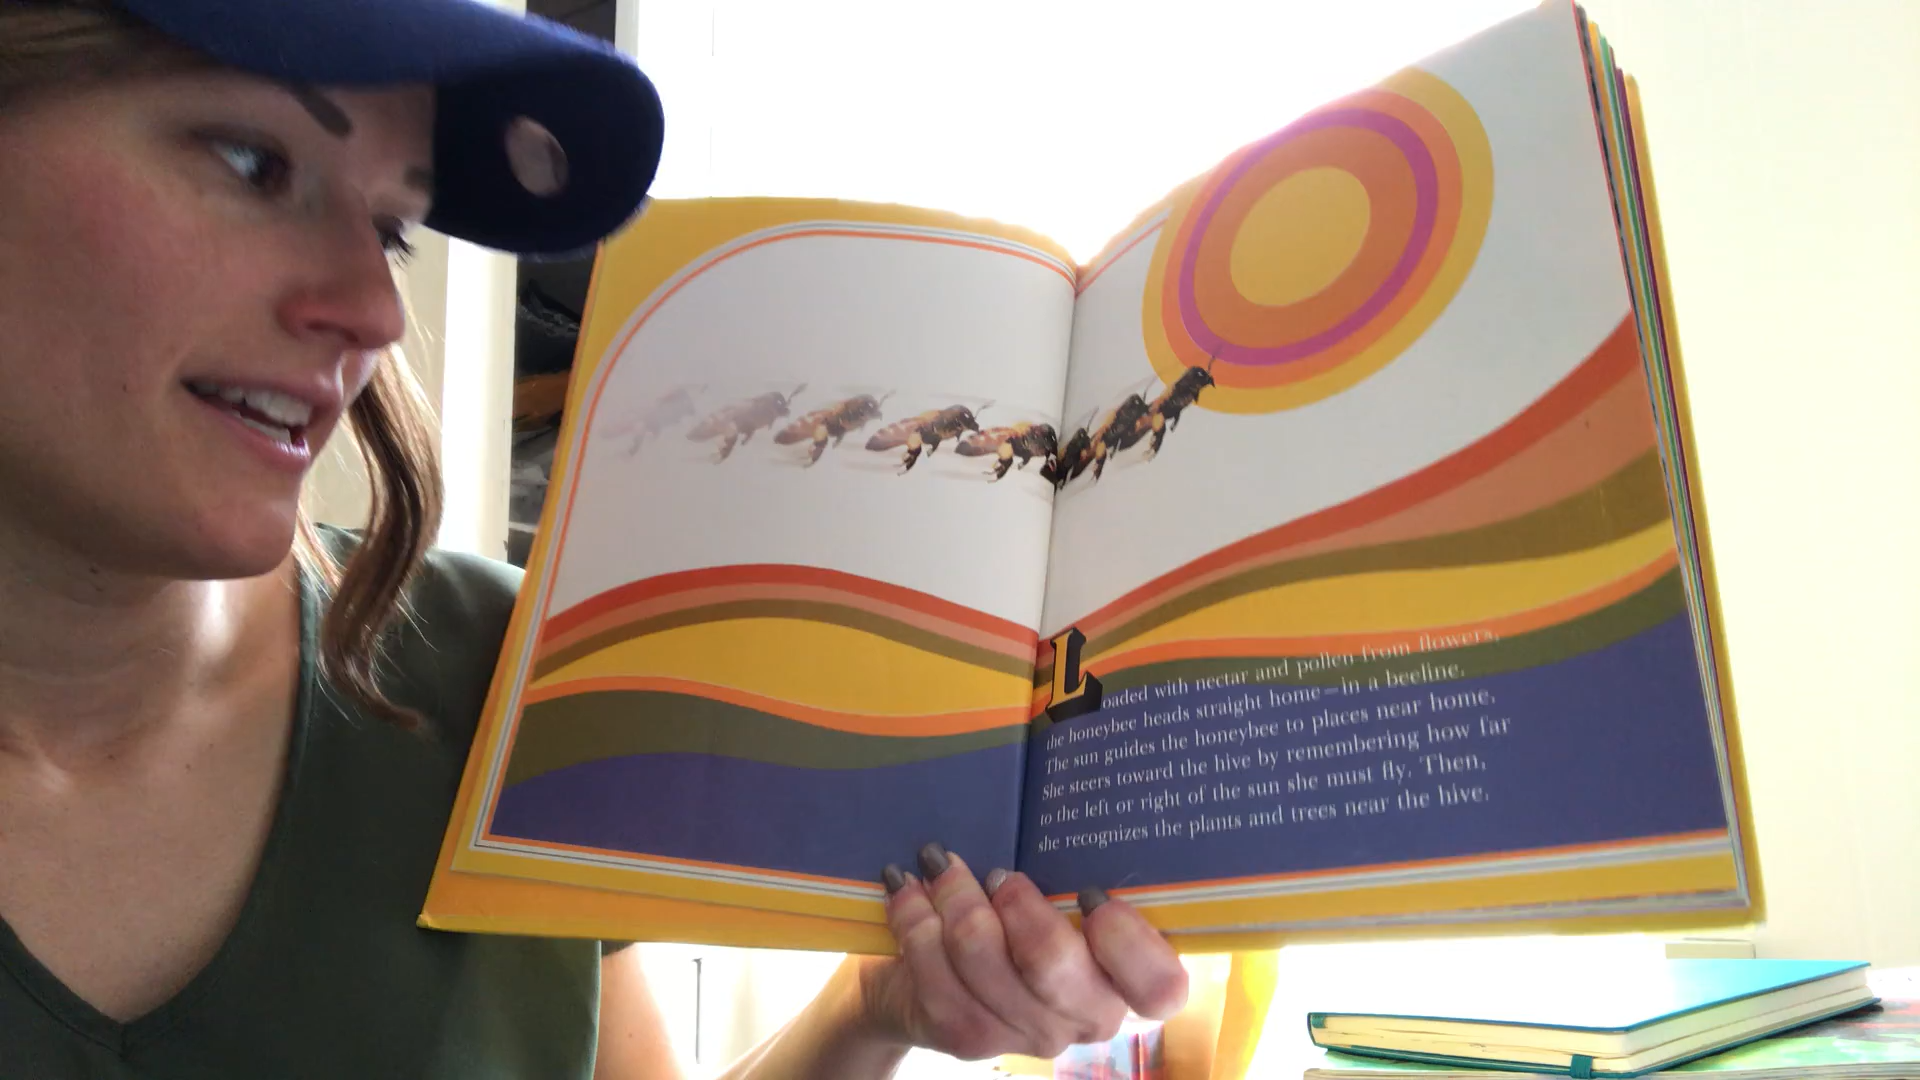 Loaded with nectar and pollen from flowers,
the honeybee heads straight home—in a beeline.
The sun guides the honeybee to places near home.
She steers toward the hive by remembering how far
to the left or right of the sun she must fly. Then,
she recognizes the plants and trees near the hive.